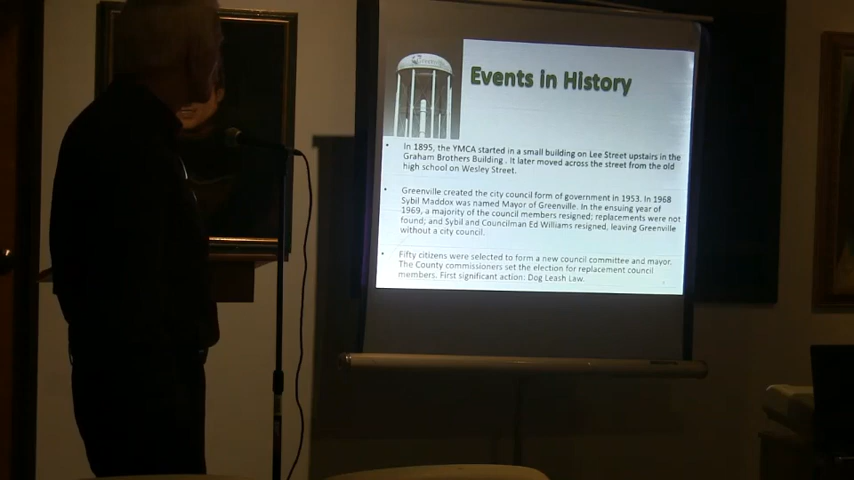 Events in History
• In 1895, the YMCA started in a small building on Lee Street upstairs in the
Graham Brothers Building . It later moved across the street from the old
high school on Wesley Street.
• Greenville created the city council form of government in 1953. In 1968
Sybil Maddox was named Mayor of Greenville. In the ensuing year of
1969, a majority of the council members resigned; replacements were not
found; and Sybil and Councilman Ed Williams resigned, leaving Greenville
without a city council.
• Fifty citizens were selected to form a new council committee and mayor.
The County commissioners set the election for replacement council
members. First significant action: Dog Leash Law.